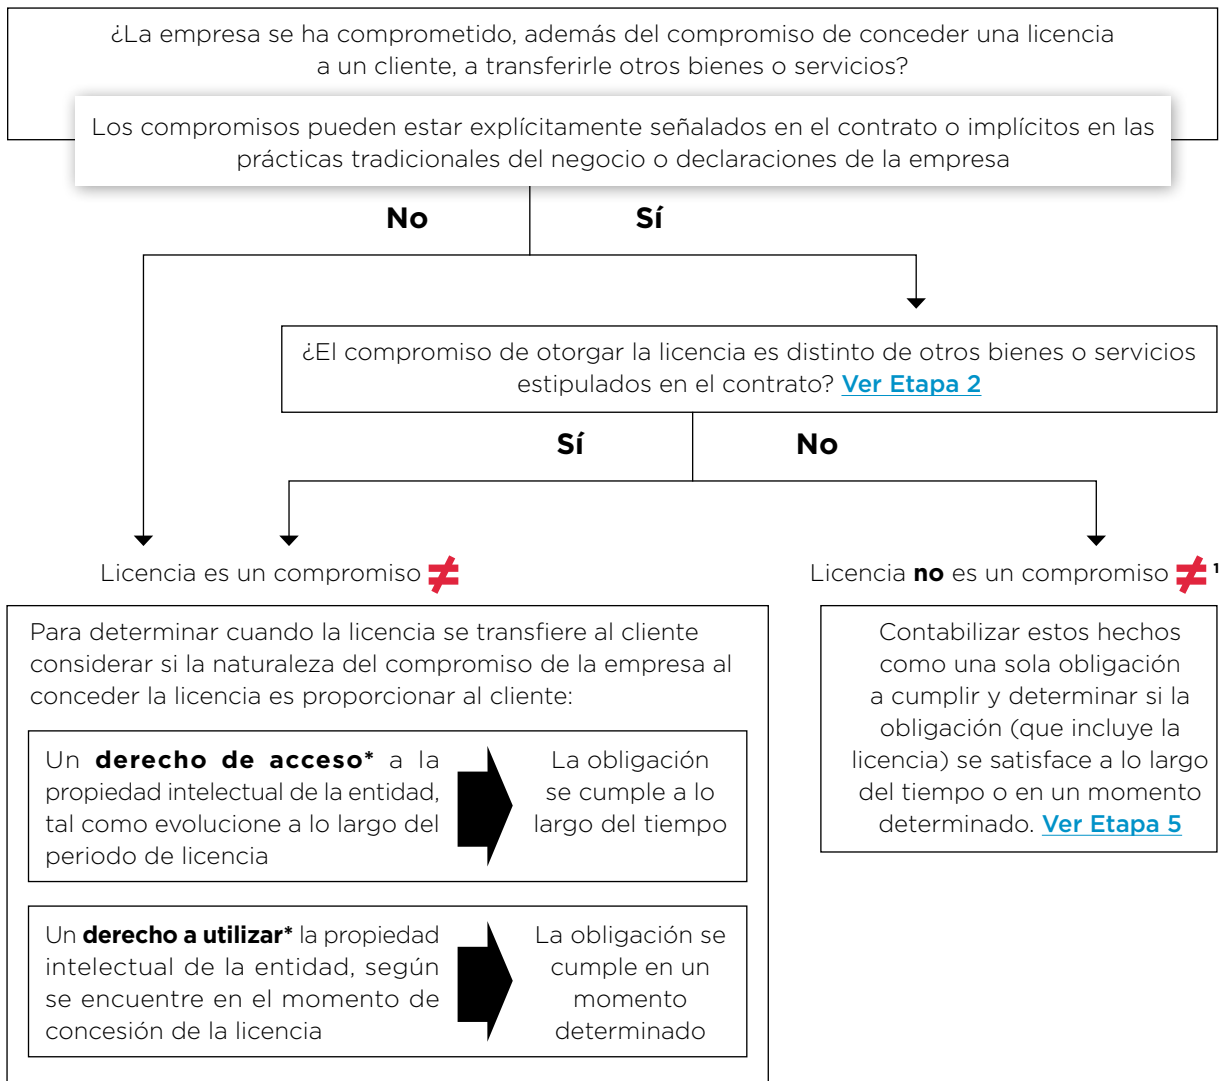 ¿La empresa se ha comprometido, además del compromiso de conceder una licencia
a un cliente, a transferirle otros bienes o servicios?
Los compromisos pueden estar explícitamente señalados en el contrato o implícitos en las
prácticas tradicionales del negocio o declaraciones de la empresa
No
Sí
¿El compromiso de otorgar la licencia es distinto de otros bienes o servicios
estipulados en el contrato? Ver Etapa 2
Sí
No
Licencia es un compromiso ≠
Licencia no es un compromiso ≠ ¹
Para determinar cuando la licencia se transfiere al cliente
considerar si la naturaleza del compromiso de la empresa al
conceder la licencia es proporcionar al cliente:
Un derecho de acceso* a la
propiedad intelectual de la entidad,
tal como evolucione a lo largo del
periodo de licencia
La obligación
se cumple a lo
largo del tiempo
Un derecho a utilizar* la propiedad
intelectual de la entidad, según
se encuentre en el momento de
concesión de la licencia
La obligación se
cumple en un
momento
determinado
Contabilizar estos hechos
como una sola obligación
a cumplir y determinar si la
obligación (que incluye la
licencia) se satisface a lo largo
del tiempo o en un momento
determinado. Ver Etapa 5